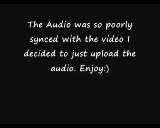 The Audio was so poorly
synced with the video I
decided to just upload the
audio. Enjoy:)